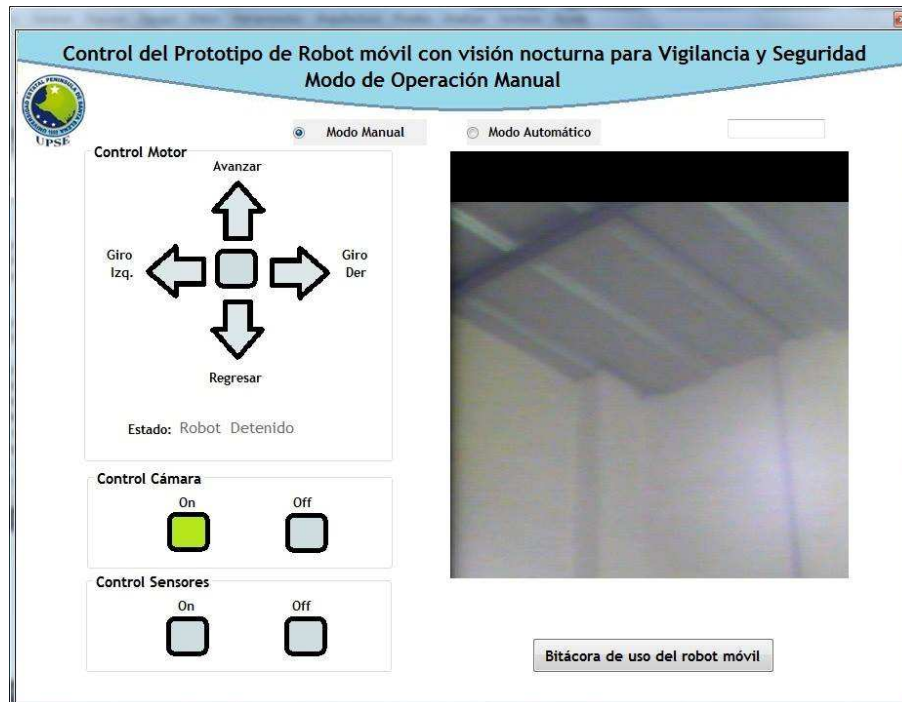 Control del Prototipo de Robot móvil con visión nocturna para Vigilancia y Seguridad
Modo de Operación Manual
UPSE
Modo Manual
Modo Automático
Control Motor
Avanzar
Giro
Izq.
Giro
Der
Regresar
Estado: Robot Detenido
Control Cámara
On
Off
Control Sensores
On
Off
Bitácora de uso del robot móvil